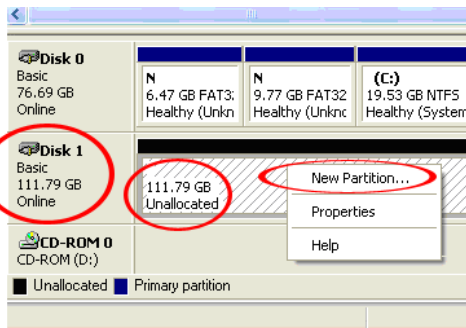 Disk 0
Basic
76.69 GB
Online
N
6.47 GB FAT3:
Healthy (Unkn
N
9.77 GB FAT32
Healthy (Unknc
(C:)
19.53 GB NTFS
Healthy (System
Disk 1
Basic
111.79 GB
Online
111.79 GB
Unallocated
New Partition...
Properties
Help
CD-ROM 0
CD-ROM (D:)
Unallocated Primary partition